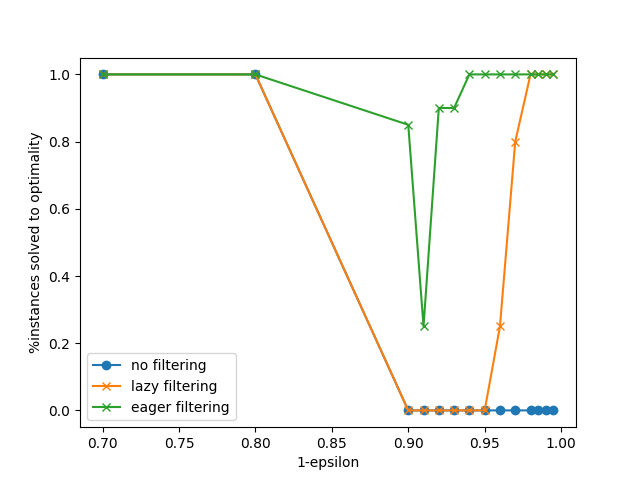 %instances solved to optimality
1.0
0.8
0.6
0.4
0.2
0.0
no filtering
lazy filtering
eager filtering
0.70 0.75 0.80 0.85 0.90 0.95 1.00
1-epsilon